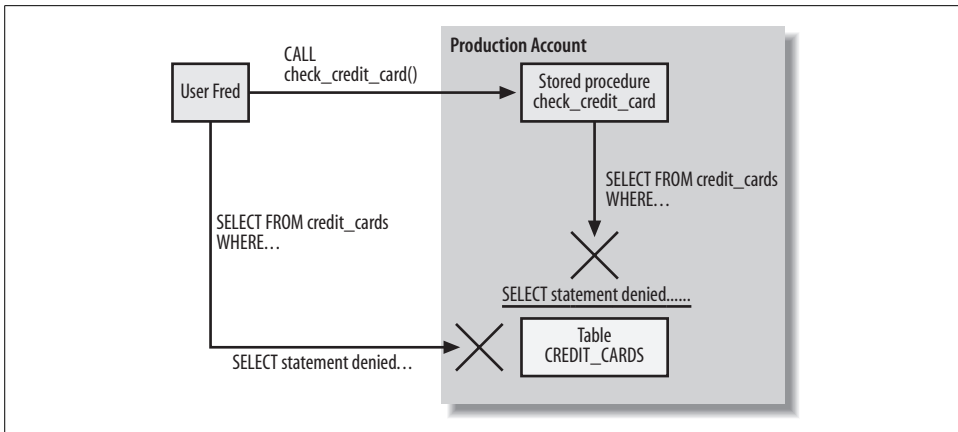 Production Account
CALL
check_credit_card()
User Fred
Stored procedure
check_credit_card
SELECT FROM credit_cards
WHERE…
SELECT FROM credit_cards
WHERE…
SELECT statement denied......
Table
CREDIT_CARDS
SELECT statement denied…